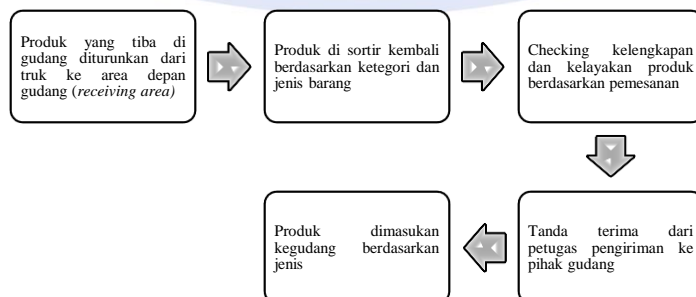 Produk yang tiba di
gudang diturunkan dari
truk ke area depan
gudang (receiving area)
Produk di sortir kembali
berdasarkan ketegori dan
jenis barang
Checking kelengkapan
dan kelayakan produk
berdasarkan pemesanan
Tanda terima dari
petugas pengiriman ke
pihak gudang
Produk dimasukan
kegudang berdasarkan
jenis